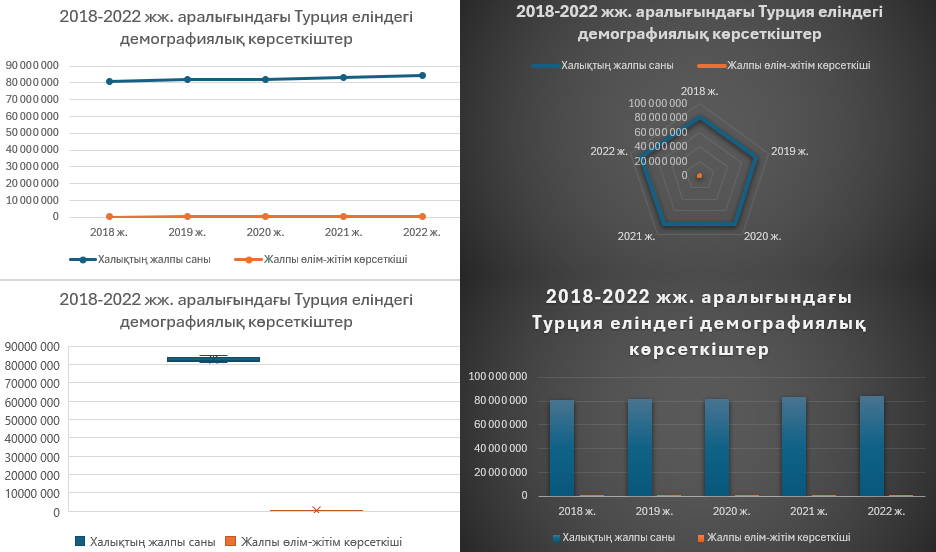 2018-2022 жж. аралығындағы Турция еліндегі
демографиялық көрсеткіштер
90 000 000
80 000 000
70 000 000
60 000 000
50 000 000
40 000 000
30 000 000
20 000 000
10 000 000
0
2018 ж.
2019 ж.
2020 ж.
2021 ж.
2022 ж.
Халықтың жалпы саны
Жалпы өлім-жітім көрсеткіші
2018-2022 жж. аралығындағы Турция еліндегі
демографиялық көрсеткіштер
Халықтың жалпы саны
Жалпы өлім-жітім көрсеткіші
2018 ж.
100 000 000
80 000 000
60 000 000
40 000 000
20 000 000
0
2022 ж.
2019 ж.
2021 ж.
2020 ж.
2018-2022 жж. аралығындағы Турция еліндегі
демографиялық көрсеткіштер
90000 000
80000 000
70000 000
60000 000
50000 000
40000 000
30000 000
20000 000
10000 000
0
Халықтың жалпы саны
Жалпы өлім-жітім көрсеткіші
2018-2022 жж. аралығындағы
Турция еліндегі демографиялық
көрсеткіштер
100 000 000
80 000 000
60 000 000
40 000 000
20 000 000
0
2018 ж.
2019 ж.
2020 ж.
2021 ж.
2022 ж.
Халықтың жалпы саны
Жалпы өлім-жітім көрсеткіші